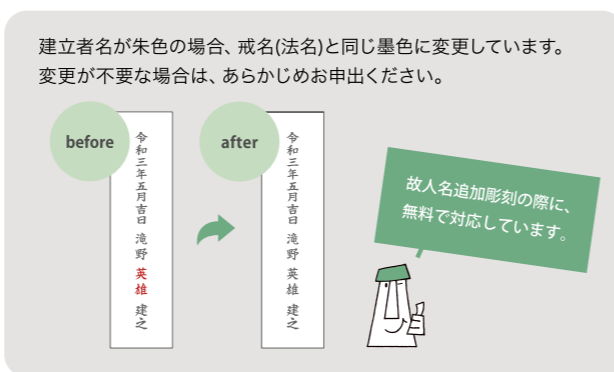 建立者名が朱色の場合、戒名(法名)と同じ墨色に変更しています。
変更が不要な場合は、あらかじめお申出ください。
before
令和三年五月吉日 滝野 英雄 建之
after
令和三年五月吉日 滝野 英雄 建之
故人名追加彫刻の際に、
無料で対応しています。